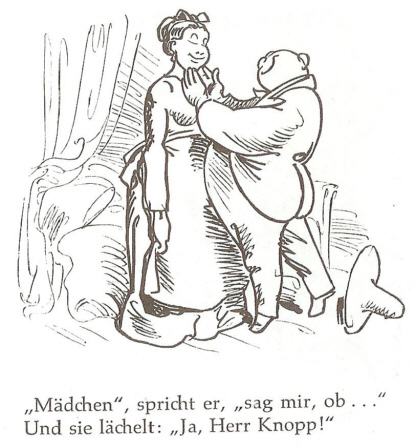 „Mädchen“, spricht er, „sag mir, ob . . .“
Und sie lächelt: „Ja, Herr Knopp!“